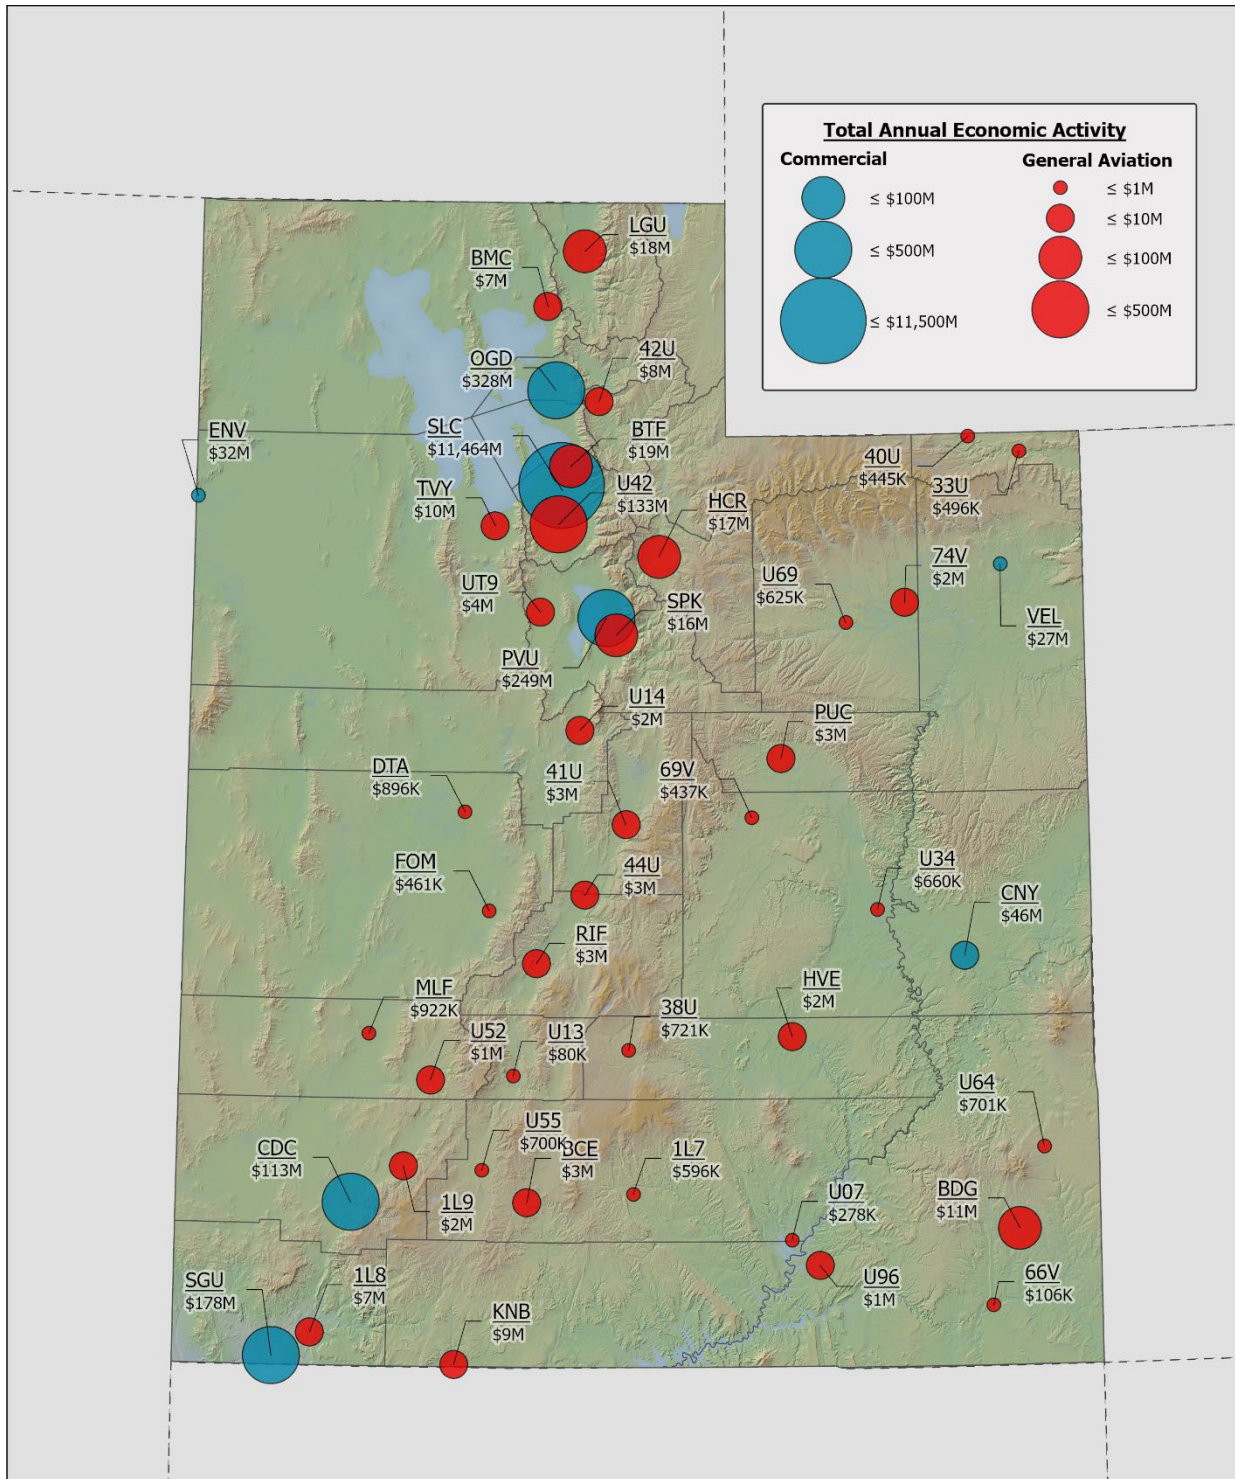 Total Annual Economic Activity
Commercial
General Aviation
≤ $100M
≤ $500M
≤ $11,500M
≤ $1M
≤ $10M
≤ $100M
≤ $500M
LGU
$18M
BMC
$7M
OGD
$328M
42U
$8M
ENV
$32M
SLC
$11,464M
BTF
$19M
TVY
$10M
U42
$133M
HCR
$17M
40U
$445K
33U
$496K
UT9
$4M
SPK
$16M
U69
$625K
74V
$2M
VEL
$27M
PVU
$249M
U14
$2M
PUC
$3M
DTA
$896K
41U
$3M
69V
$437K
FOM
$461K
44U
$3M
U34
$660K
CNY
$46M
RIF
$3M
MLF
$922K
HVE
$2M
U52
$1M
U13
$80K
38U
$721K
U64
$701K
U55
$700K
CDC
$113M
BCE
$3M
1L7
$596K
1L9
$2M
U07
$278K
BDG
$11M
SGU
$178M
1L8
$7M
KNB
$9M
U96
$1M
66V
$106K